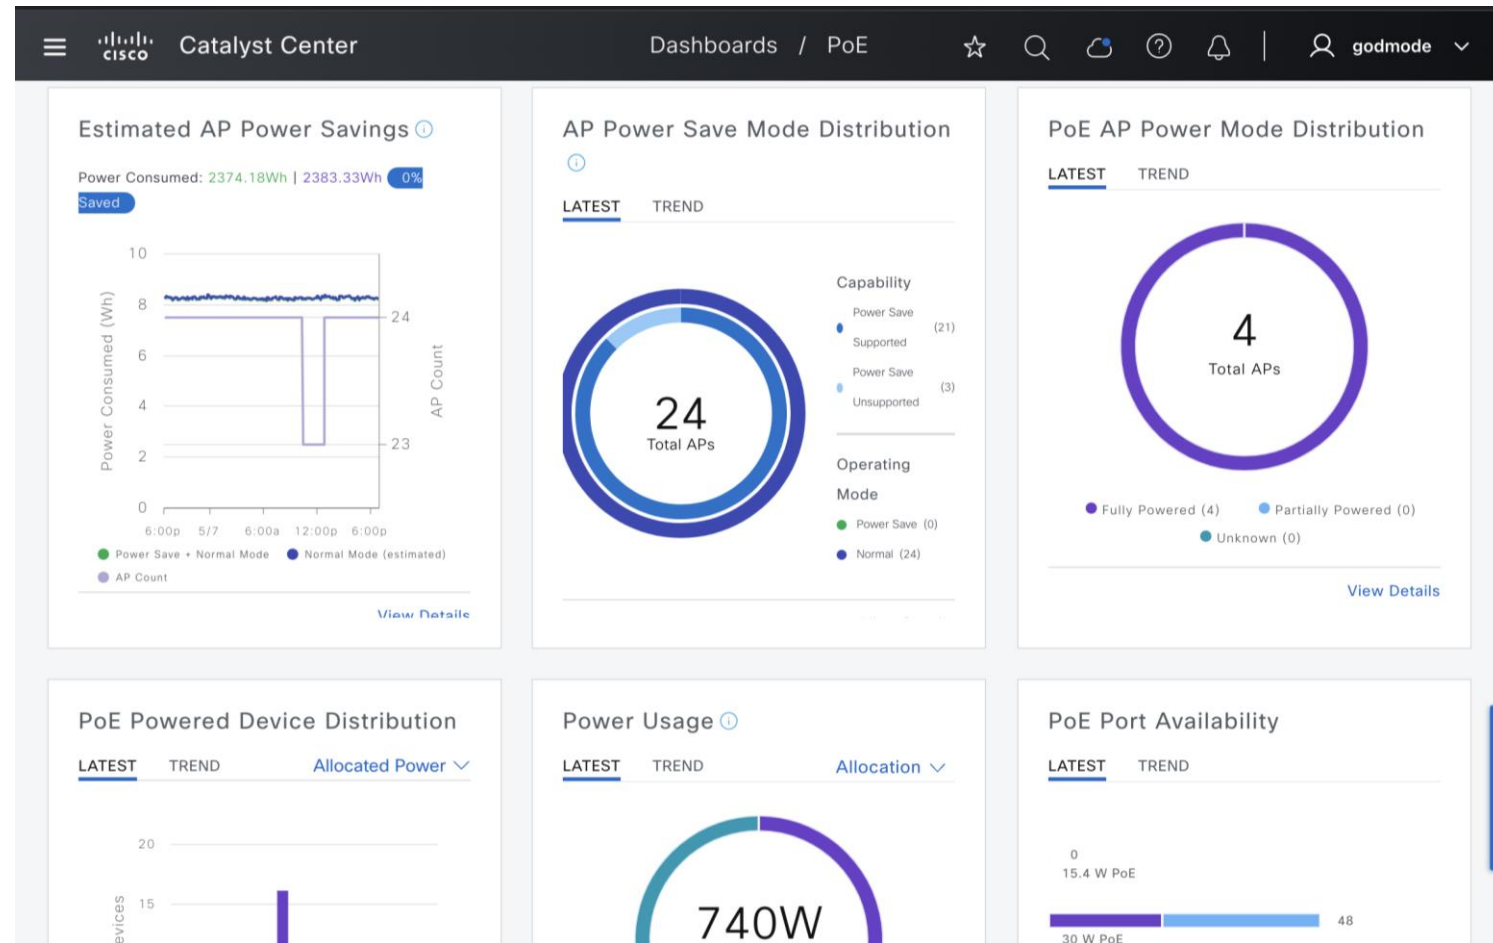 cisco Catalyst Center Dashboards / PoE godmode
Estimated AP Power Savings
Power Consumed: 2374.18Wh | 2383.33Wh 0%
Saved
10
8
6
4
2
0
Power Consumed (Wh)
24
23
AP Count
6:00p 5/7 6:00a 12:00p 6:00p
Power Save + Normal Mode Normal Mode (estimated)
AP Count
View Details
AP Power Save Mode Distribution
LATEST TREND
24
Total APs
Capability
Power Save
Supported
(21)
Power Save
Unsupported
(3)
Operating
Mode
Power Save (0)
Normal (24)
PoE AP Power Mode Distribution
LATEST TREND
4
Total APs
Fully Powered (4) Partially Powered (0)
Unknown (0)
View Details
PoE Powered Device Distribution
LATEST TREND Allocated Power
20
15
Power Usage
LATEST TREND Allocation
740W
PoE Port Availability
LATEST TREND
0
15.4 W PoE
48
30 W PoE